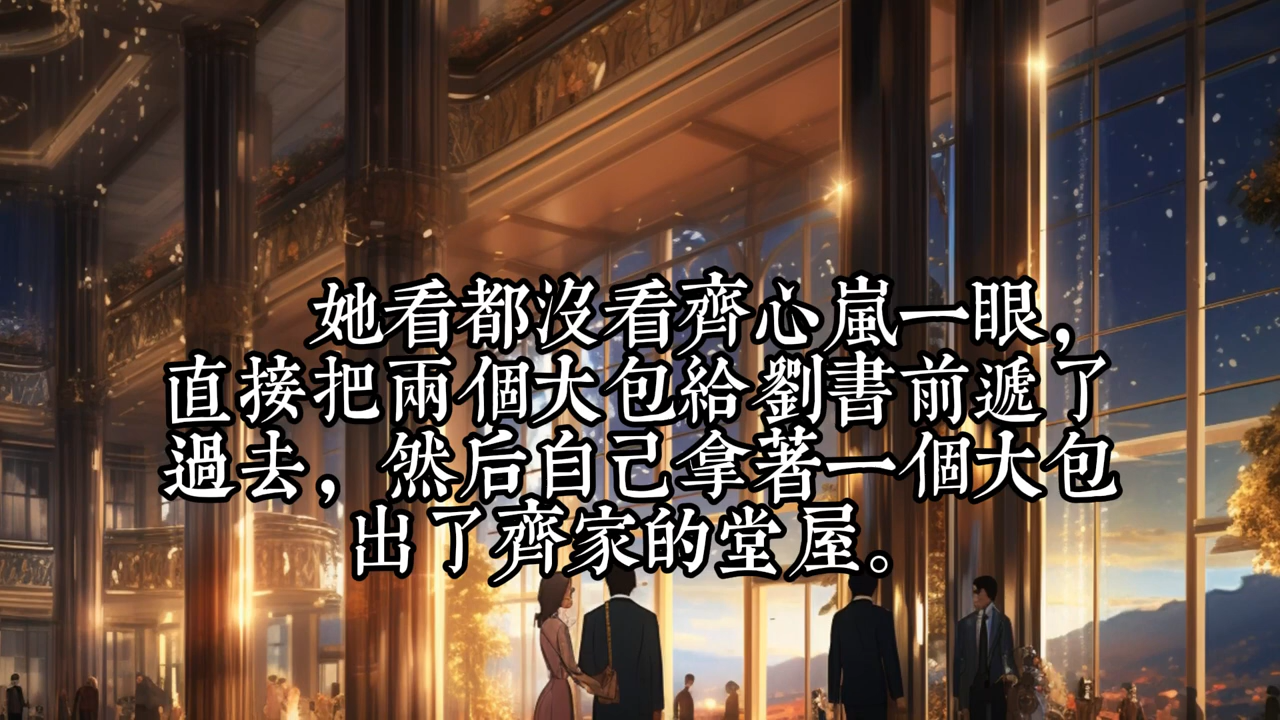 她看都沒看齊心嵐一眼，
直接把兩個大包給劉書前遞了
過去，然后自己拿著一個大包
出了齊家的堂屋。